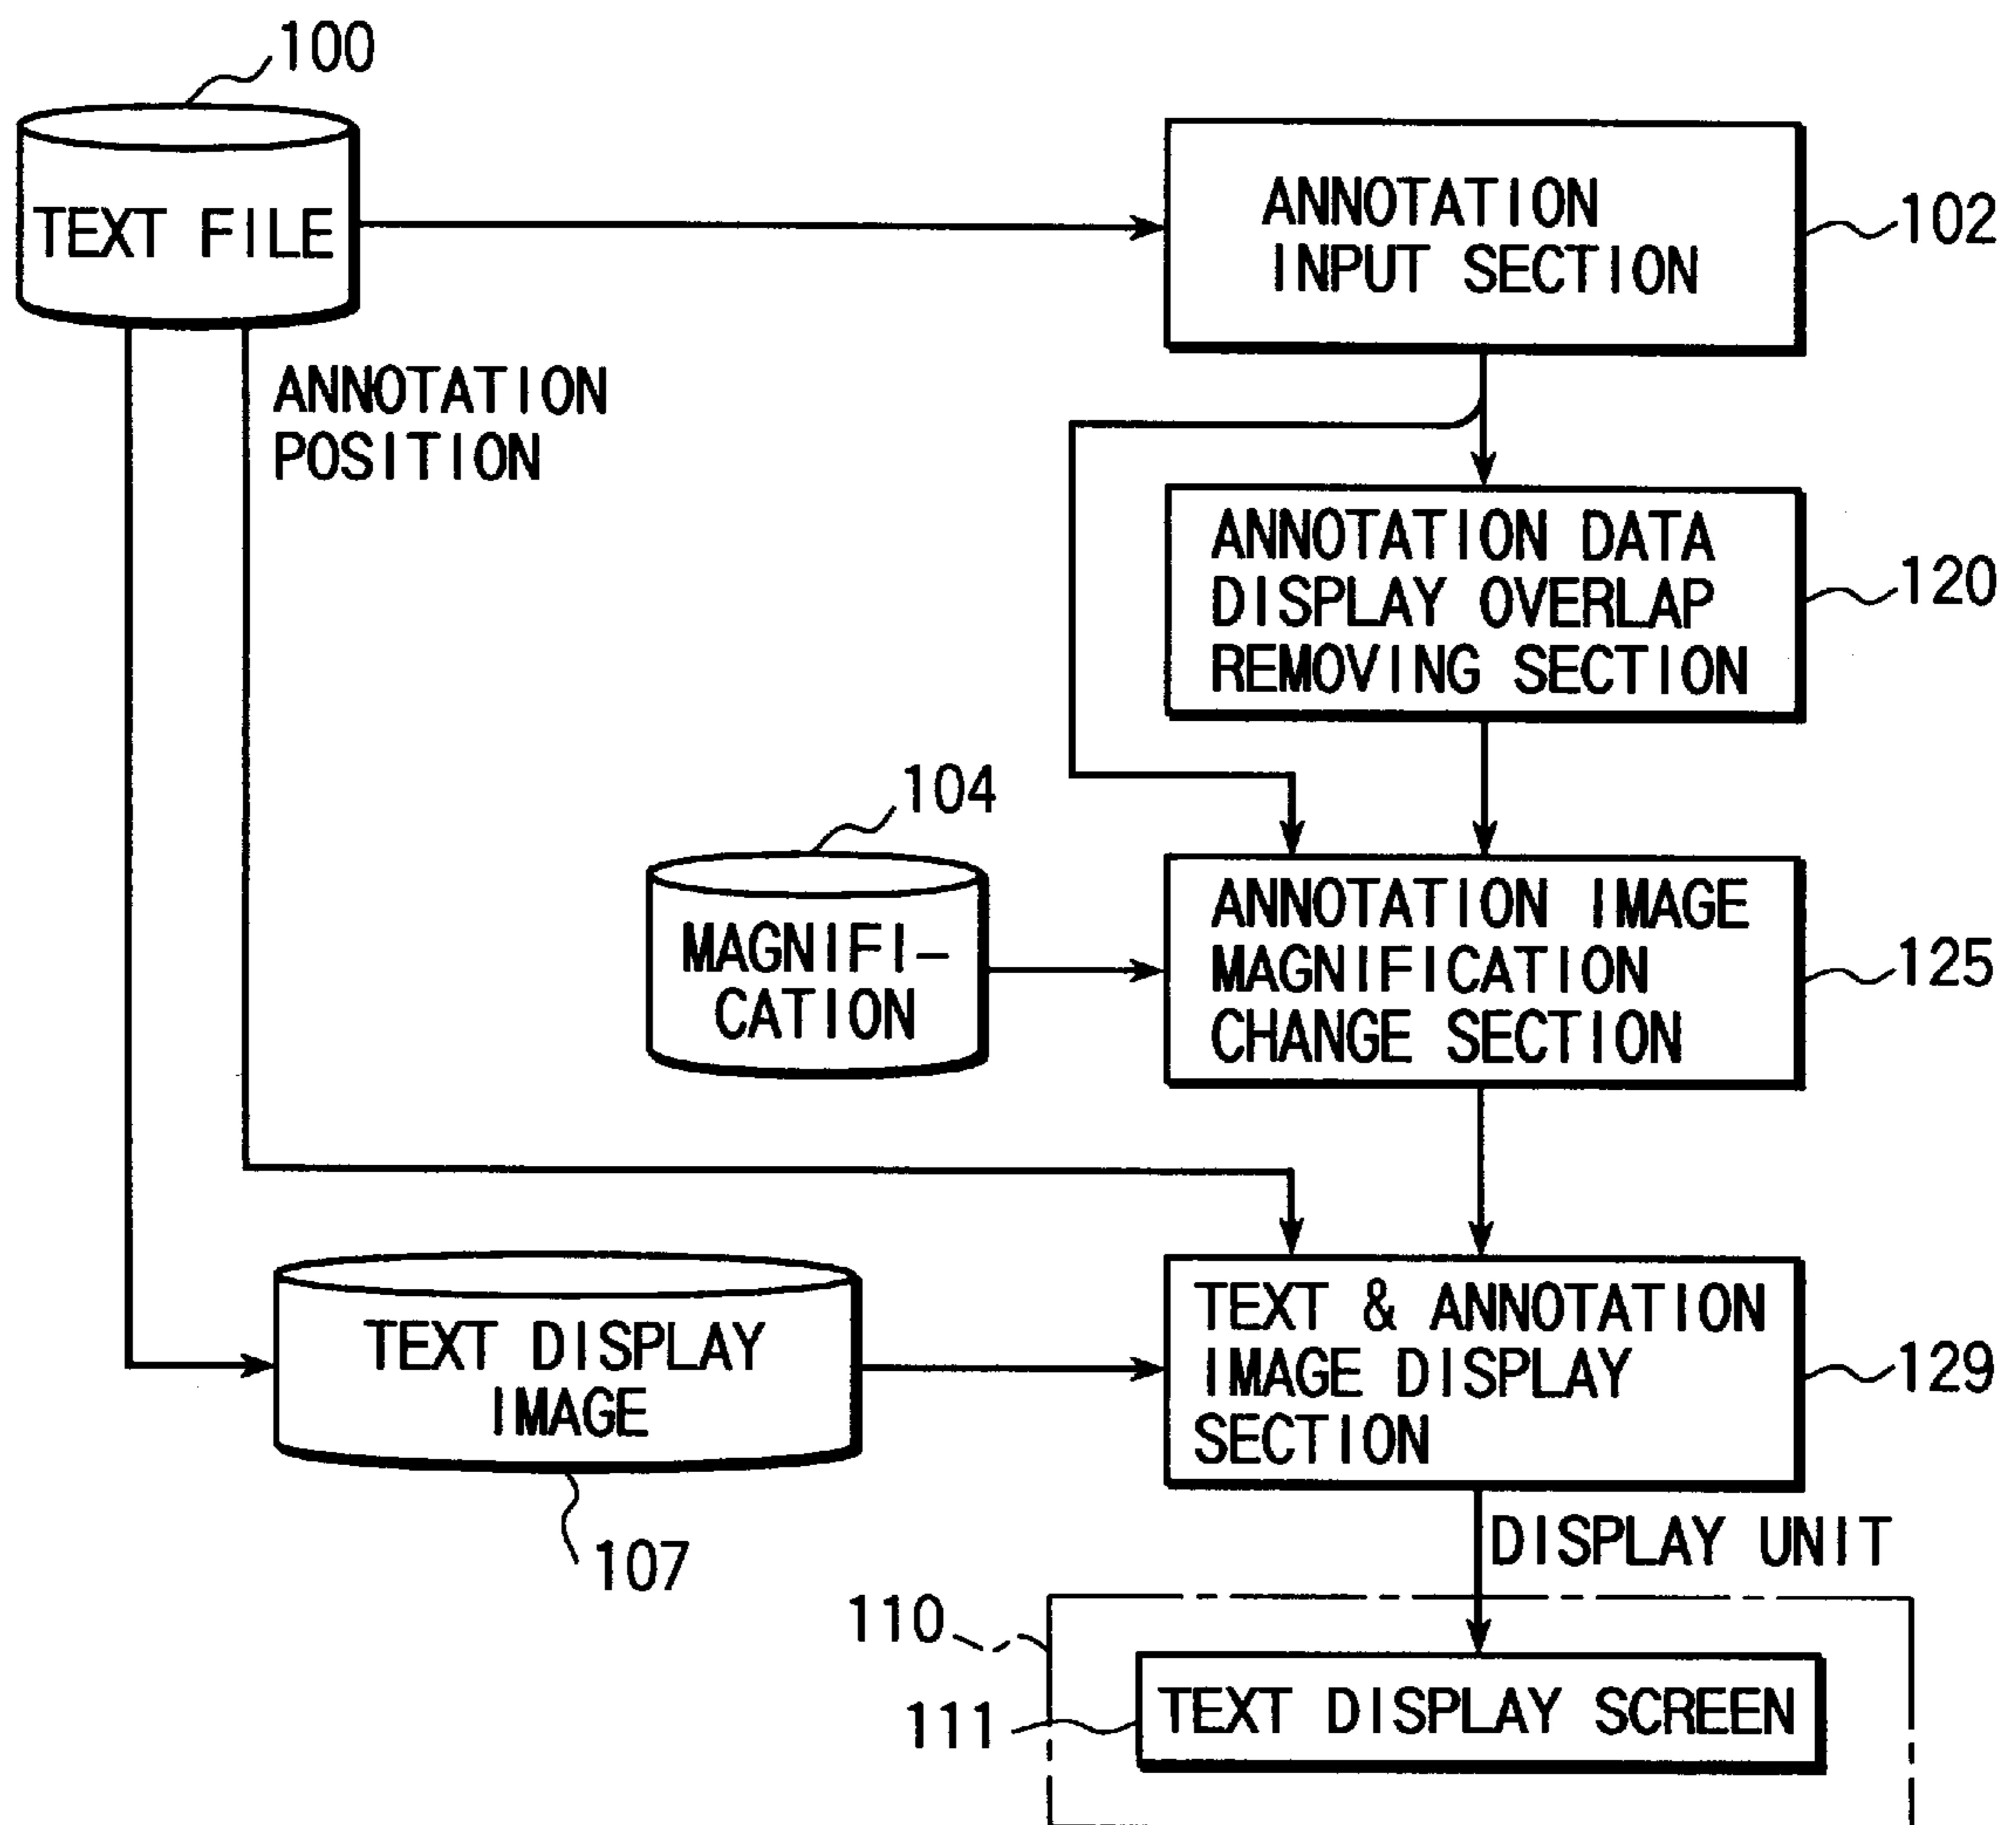 100
TEXT FILE
ANNOTATION
INPUT SECTION
102
ANNOTATION
POSITION
ANNOTATION DATA
DISPLAY OVERLAP
REMOVING SECTION
120
104
MAGNIFI-
CATION
ANNOTATION IMAGE
MAGNIFICATION
CHANGE SECTION
125
TEXT DISPLAY
IMAGE
107
TEXT & ANNOTATION
IMAGE DISPLAY
SECTION
129
DISPLAY UNIT
110
111
TEXT DISPLAY SCREEN